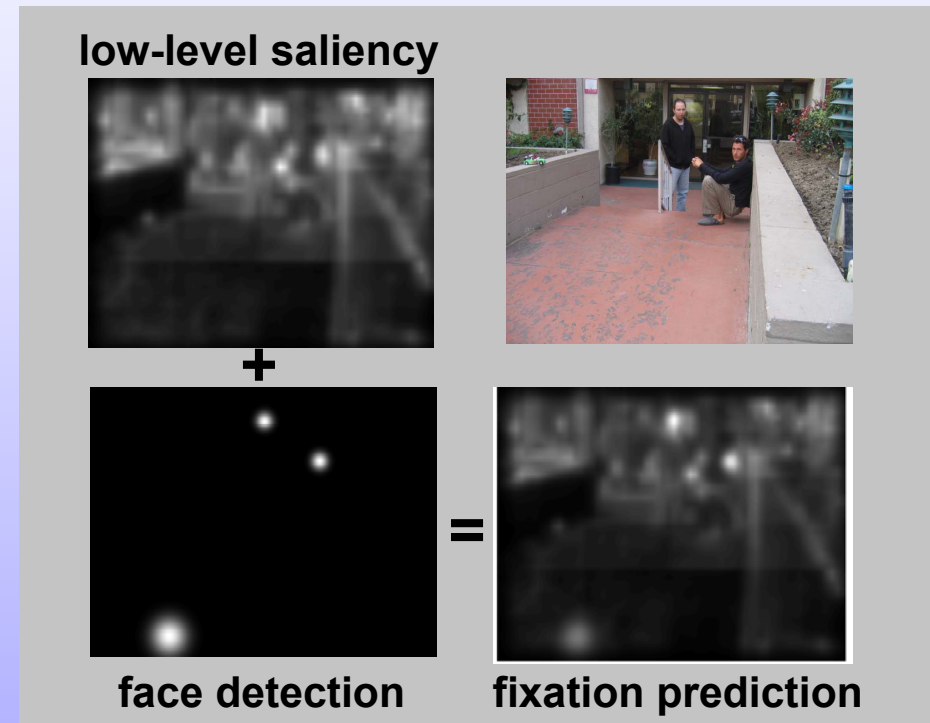 low-level saliency
+
=
face detection
fixation prediction